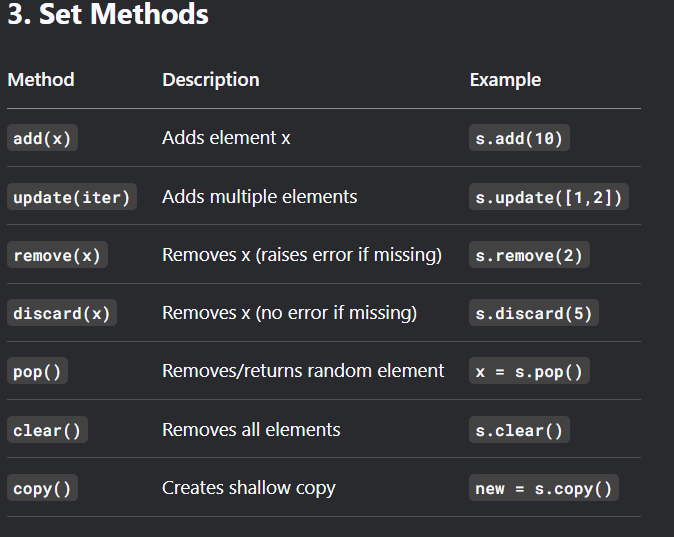 3. Set Methods
Method Description Example
add(x) Adds element x s.add(10)
update(iter) Adds multiple elements s.update([1,2])
remove(x) Removes x (raises error if missing) s.remove(2)
discard(x) Removes x (no error if missing) s.discard(5)
pop() Removes/returns random element x = s.pop()
clear() Removes all elements s.clear()
copy() Creates shallow copy new = s.copy()